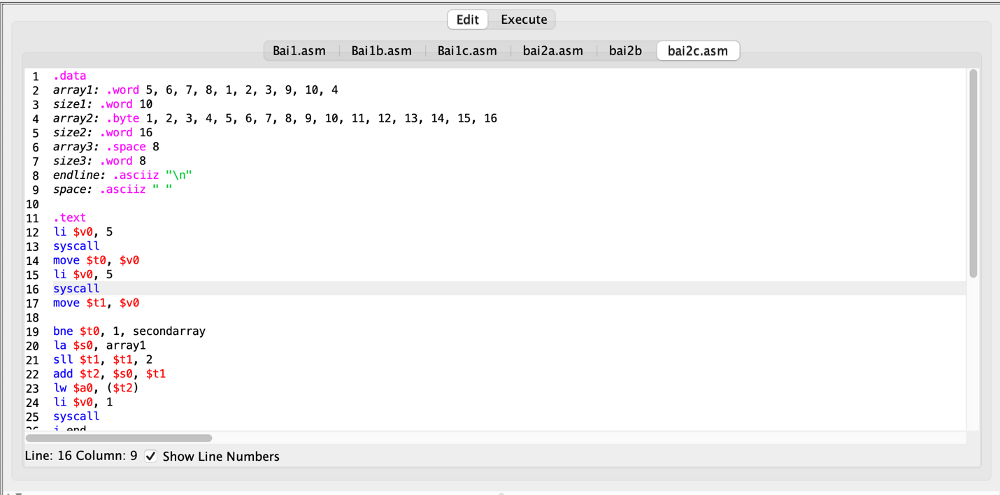 Edit Execute
Bai1.asm Bai1b.asm Bai1c.asm bai2a.asm bai2b bai2c.asm
1 .data
2 array1: .word 5, 6, 7, 8, 1, 2, 3, 9, 10, 4
3 size1: .word 10
4 array2: .byte 1, 2, 3, 4, 5, 6, 7, 8, 9, 10, 11, 12, 13, 14, 15, 16
5 size2: .word 16
6 array3: .space 8
7 size3: .word 8
8 endline: .asciiz "\n"
9 space: .asciiz " "
10
11 .text
12 li $v0, 5
13 syscall
14 move $t0, $v0
15 li $v0, 5
16 syscall
17 move $t1, $v0
18
19 bne $t0, 1, secondarray
20 la $s0, array1
21 sll $t1, $t1, 2
22 add $t2, $s0, $t1
23 lw $a0, ($t2)
24 li $v0, 1
25 syscall
26 j end
Line: 16 Column: 9 Show Line Numbers